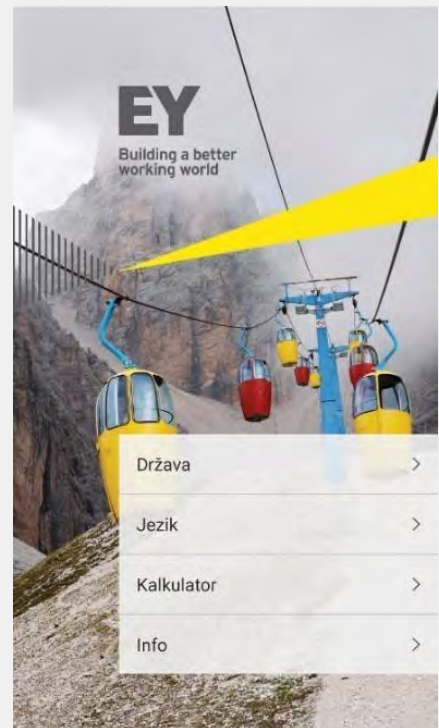 EY
Building a better
working world
Država
Jezik
Kalkulator
Info